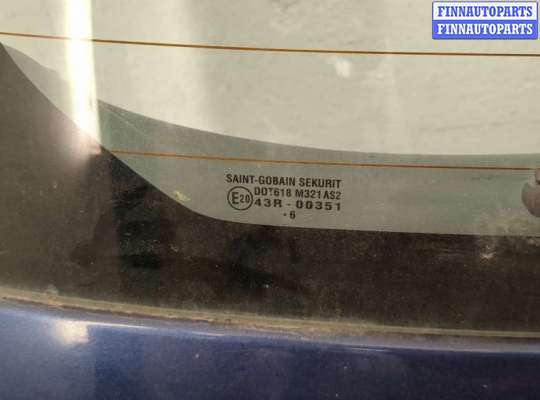 FINNAUTOPARTS
FINNAUTOPARTS
SAINT-GOBAIN SEKURIT
E20 DOT618 M321 AS2
43R - 00351
·6